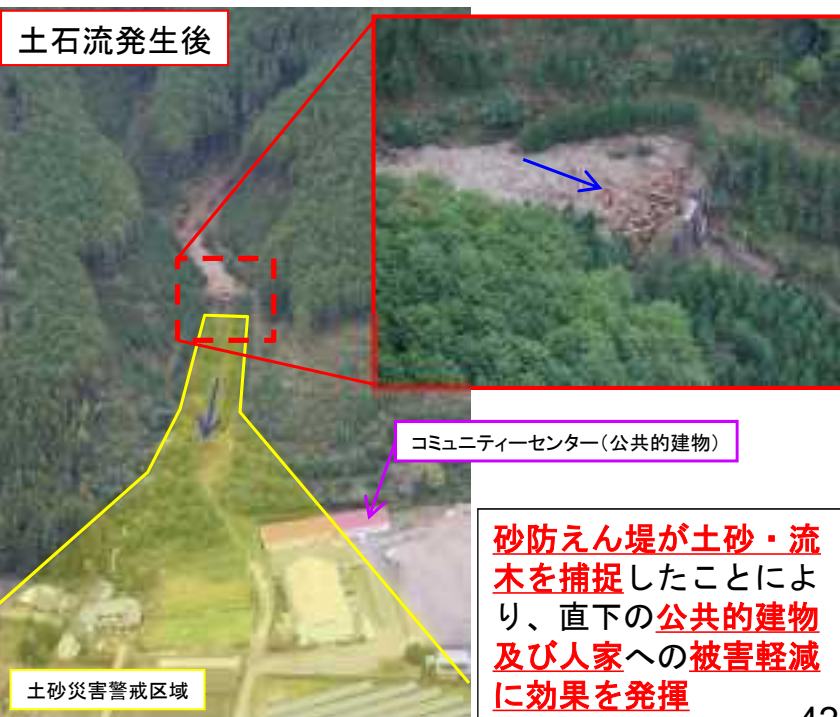 土石流発生後
コミュニティーセンター（公共的建物）
砂防えん堤が土砂・流
木を捕捉したことによ
り、直下の公共的建物
及び人家への被害軽減
に効果を発揮
土砂災害警戒区域